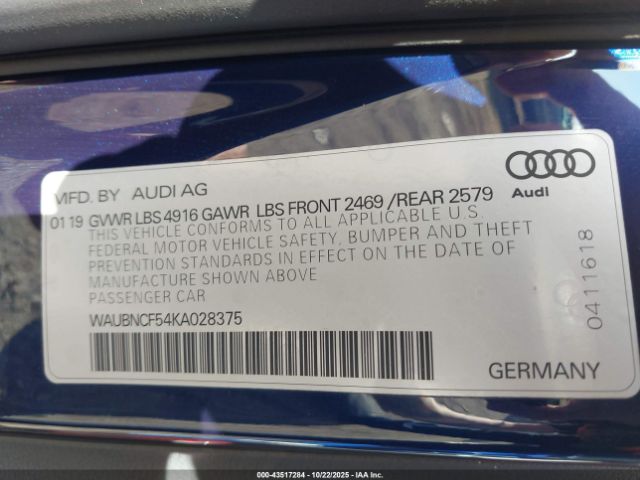 MFD. BY AUDI AG
01 19 GVWR LBS 4916 GAWR LBS FRONT 2469 /REAR 2579
THIS VEHICLE CONFORMS TO ALL APPLICABLE U.S.
FEDERAL MOTOR VEHICLE SAFETY, BUMPER AND THEFT
PREVENTION STANDARDS IN EFFECT ON THE DATE OF
MANUFACTURE SHOWN ABOVE
PASSENGER CAR
WAUBNCF54KA028375
Audi
0411618
GERMANY
000-43517284 | 10/22/2025 | IAA LLC